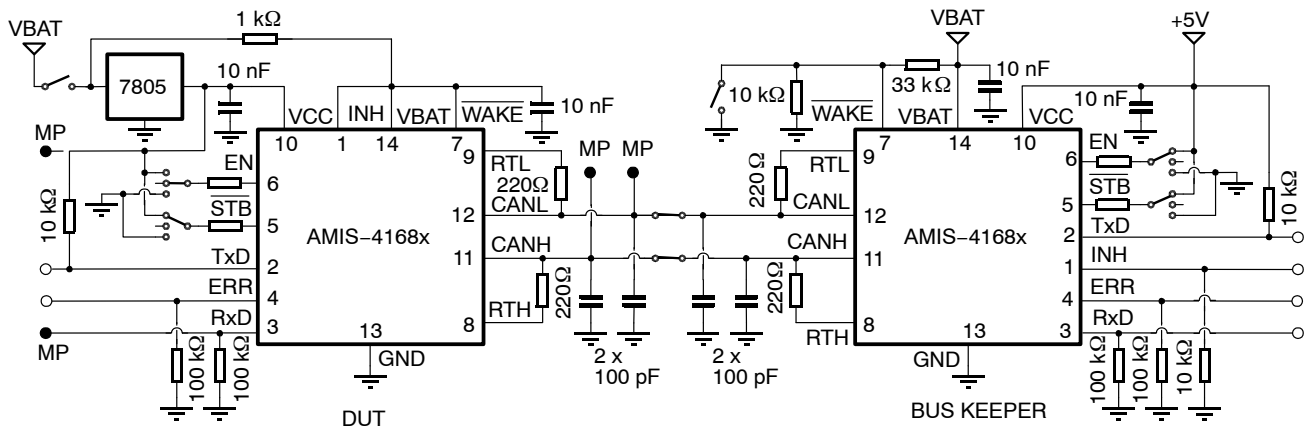 VBAT
1 kΩ
7805
10 nF
MP
VCC
INH
VBAT
WAKE
10 nF
10
1
14
7
EN
6
STB
5
10 kΩ
TxD
2
ERR
4
RxD
3
MP
100 kΩ
100 kΩ
AMIS−4168x
13
GND
DUT
9
RTL
220Ω
12
CANL
CANH
11
220Ω
RTH
8
MP
MP
2 x
100 pF
2 x
100 pF
VBAT
+5V
33 kΩ
10 nF
10 kΩ
WAKE
VBAT
VCC
10 nF
7
14
10
RTL
9
220Ω
CANL
12
CANH
11
220Ω
RTH
8
AMIS−4168x
13
GND
BUS KEEPER
EN
6
STB
5
10 kΩ
TxD
2
INH
1
ERR
4
RxD
3
100 kΩ
100 kΩ
10 kΩ